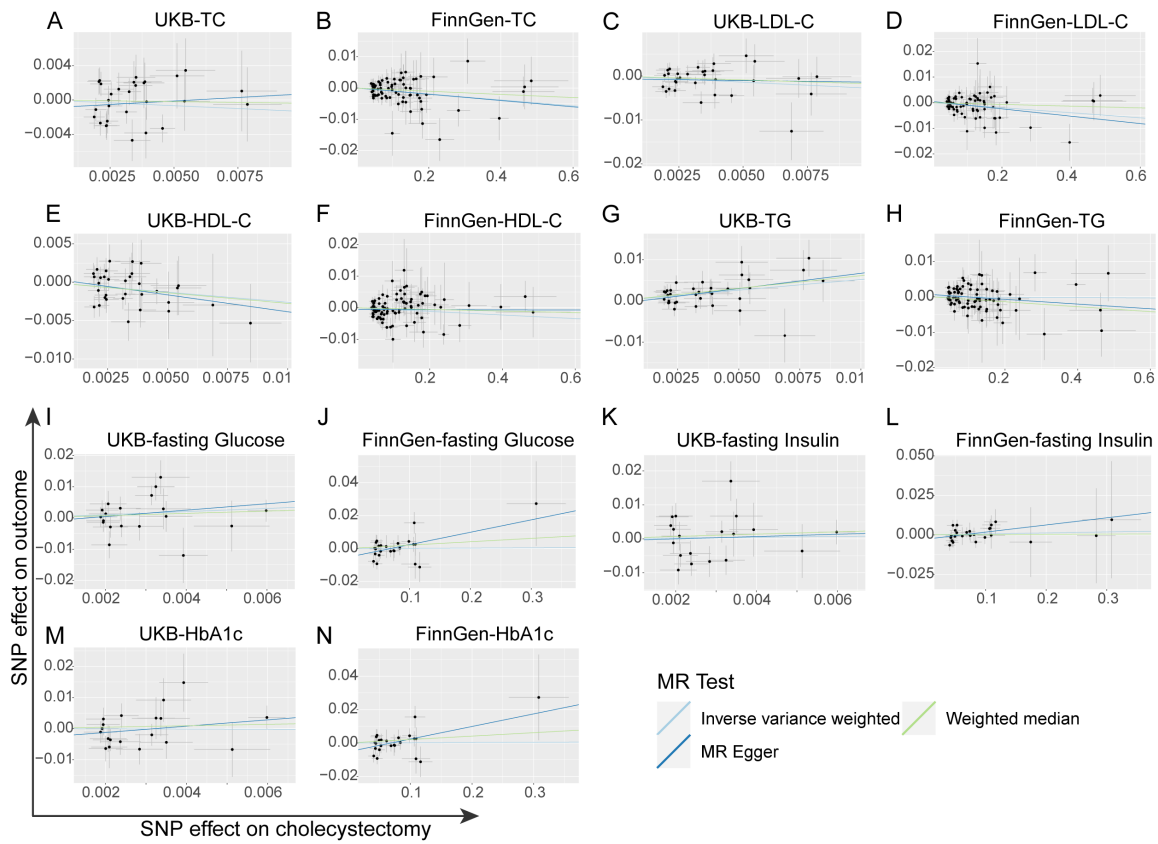 A UKB-TC
0.004
0.000
−0.004
0.0025 0.0050 0.0075
B FinnGen-TC
0.01
0.00
−0.01
−0.02
0.2 0.4 0.6
C UKB-LDL-C
0.00
−0.01
−0.02
0.0025 0.0050 0.0075
D FinnGen-LDL-C
0.02
0.01
0.00
−0.01
−0.02
0.2 0.4 0.6
E UKB-HDL-C
0.005
0.000
−0.005
−0.010
0.0025 0.0050 0.0075 0.01
F FinnGen-HDL-C
0.02
0.01
0.00
−0.01
0.2 0.4 0.6
G UKB-TG
0.01
0.00
−0.01
0.0025 0.0050 0.0075 0.01
H FinnGen-TG
0.01
0.00
−0.01
−0.02
0.2 0.4 0.6
SNP effect on outcome
I UKB-fasting Glucose
0.02
0.01
0.00
−0.01
−0.02
0.002 0.004 0.006
J FinnGen-fasting Glucose
0.04
0.02
0.00
−0.02
0.1 0.3
K UKB-fasting Insulin
0.02
0.01
0.00
−0.01
0.002 0.004 0.006
L FinnGen-fasting Insulin
0.050
0.025
0.000
−0.025
0.1 0.2 0.3
M UKB-HbA1c
0.02
0.01
0.00
−0.01
0.002 0.004 0.006
N FinnGen-HbA1c
0.04
0.02
0.00
−0.02
0.1 0.3
SNP effect on cholecystectomy
MR Test
Inverse variance weighted Weighted median
MR Egger